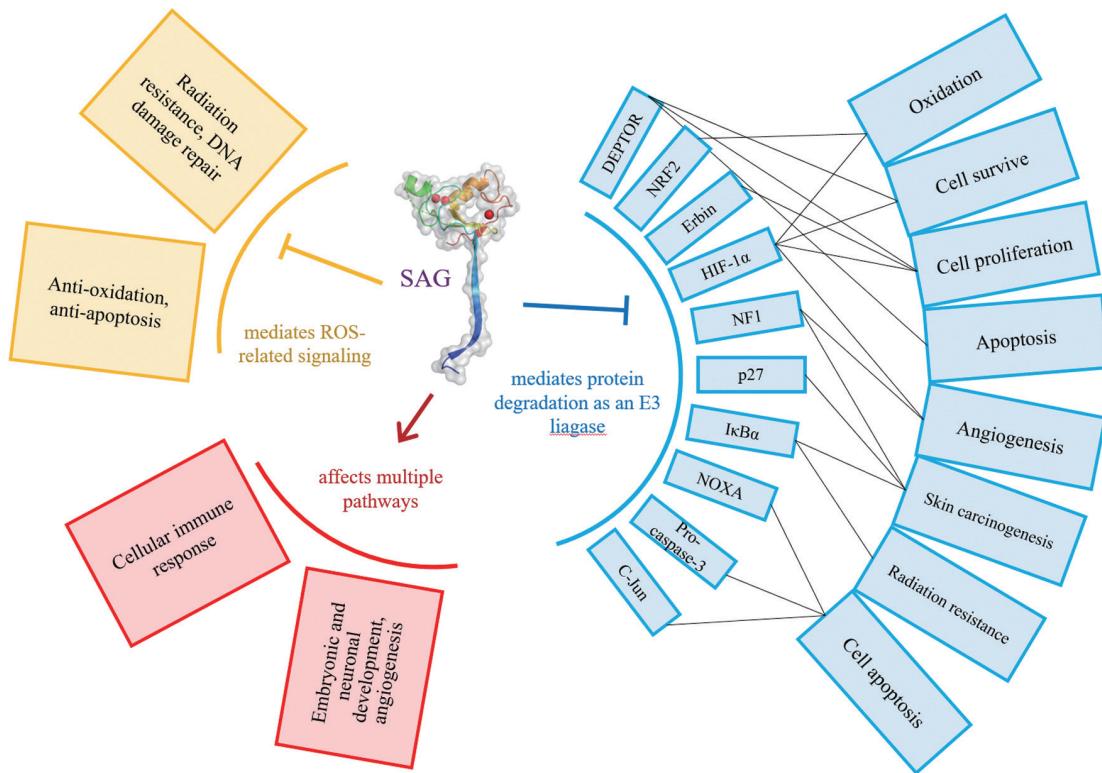 Radiation
resistance, DNA
damage repair
Anti-oxidation,
anti-apoptosis
mediates ROS-
related signaling
SAG
affects multiple
pathways
Cellular immune
response
Embryonic and
neuronal
development,
angiogenesis
mediates protein
degradation as an E3
liagase
DEPTOR
NRF2
Erbin
HIF-1α
NF1
p27
IκBα
NOXA
Pro-
caspase-3
C-Jun
Oxidation
Cell survive
Cell proliferation
Apoptosis
Angiogenesis
Skin carcinogenesis
Radiation resistance
Cell apoptosis